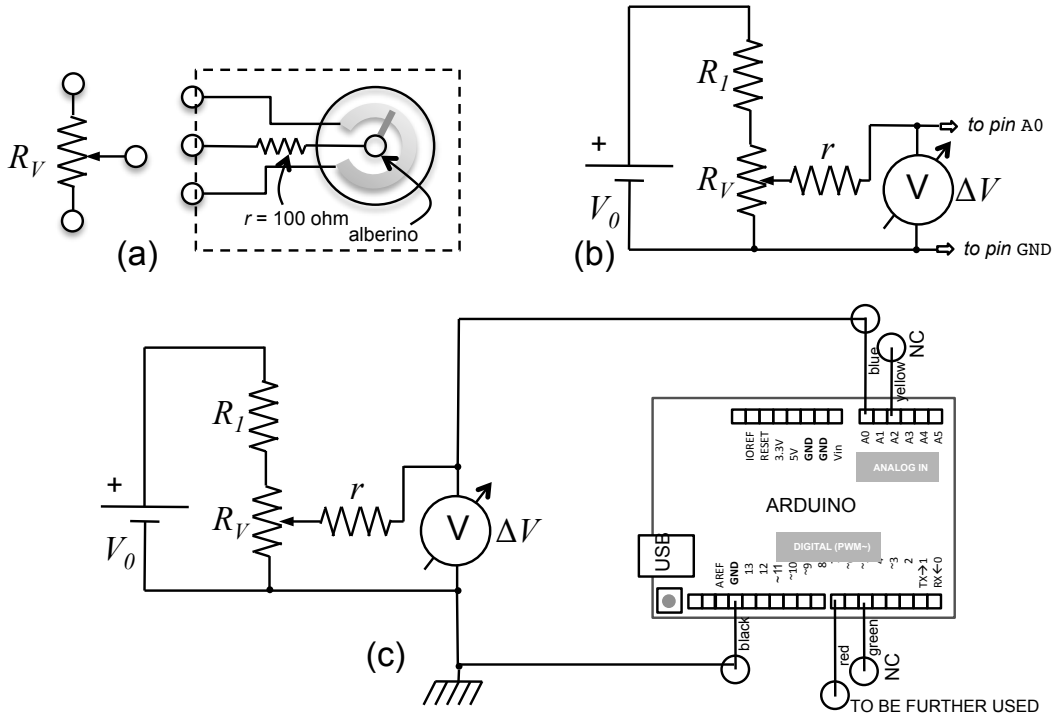 R_V
r = 100 ohm
alberino
(a)
+
V_0
R_1
R_V
r
V
ΔV
to pin A0
to pin GND
(b)
+
V_0
R_1
R_V
r
V
ΔV
(c)
blue
yellow
NC
IOREF
RESET
3.3V
5V
GND
GND
Vin
A0
A1
A2
A3
A4
A5
ANALOG IN
ARDUINO
DIGITAL (PWM~)
USB
AREF
GND
13
12
~11
~10
~9
8
~3
2
TX→1
RX←0
black
red
green
NC
TO BE FURTHER USED